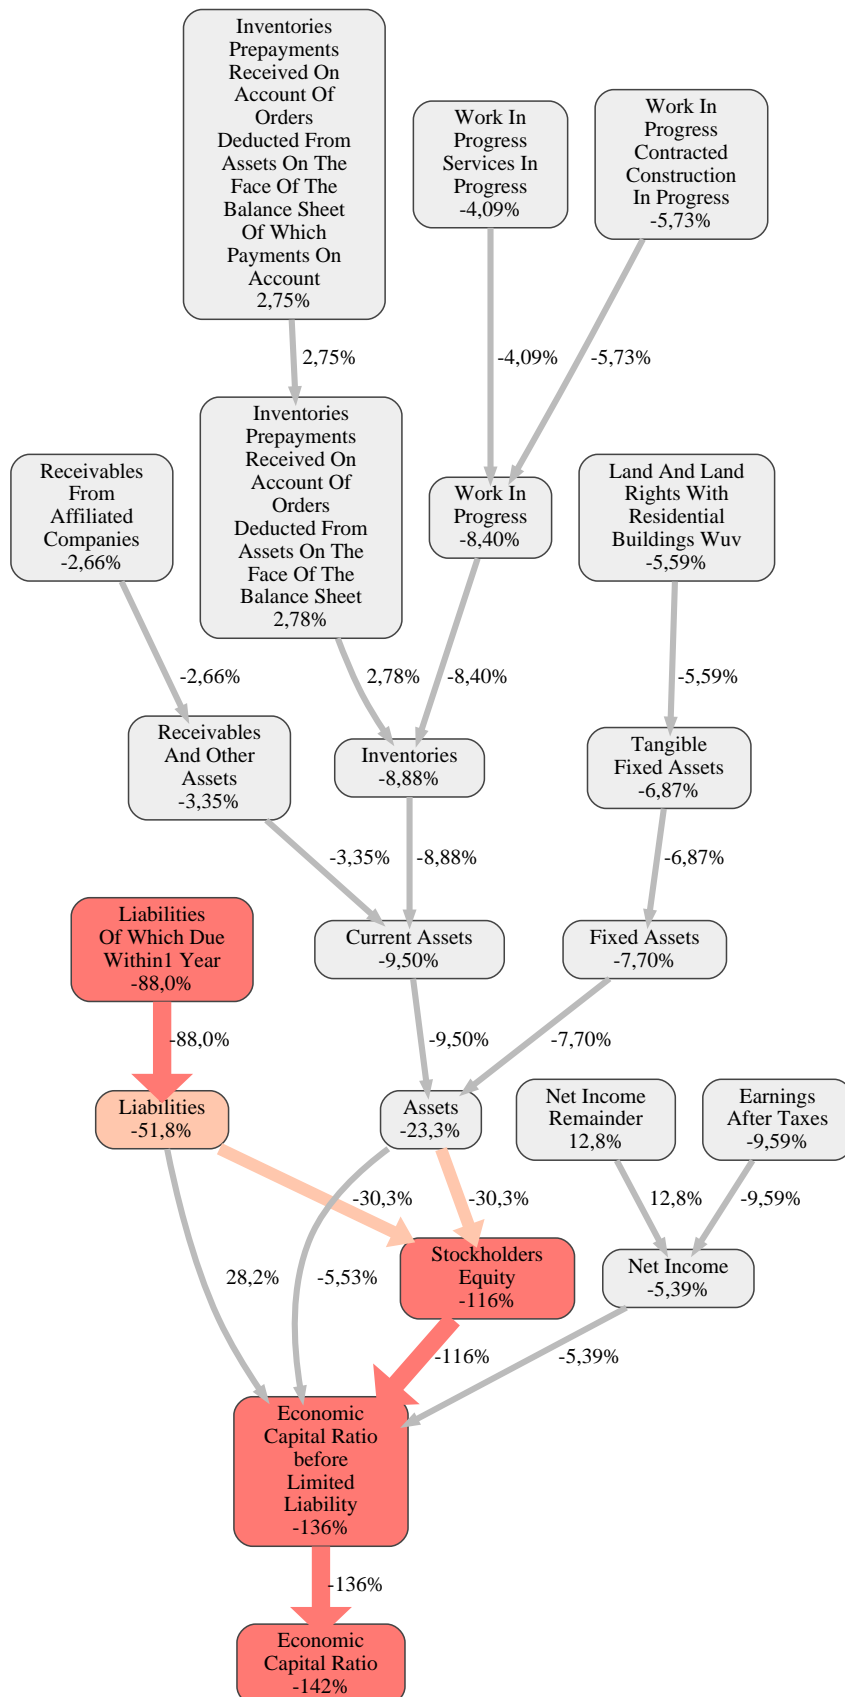 Inventories
Prepayments
Received On
Account Of
Orders
Deducted From
Assets On The
Face Of The
Balance Sheet
Of Which
Payments On
Account
2,75%
Work In
Progress
Services In
Progress
-4,09%
Work In
Progress
Contracted
Construction
In Progress
-5,73%
2,75%
-4,09%
-5,73%
Receivables
From
Affiliated
Companies
-2,66%
Inventories
Prepayments
Received On
Account Of
Orders
Deducted From
Assets On The
Face Of The
Balance Sheet
2,78%
Work In
Progress
-8,40%
Land And Land
Rights With
Residential
Buildings Wuv
-5,59%
-2,66%
2,78%
-8,40%
-5,59%
Receivables
And Other
Assets
-3,35%
Inventories
-8,88%
Tangible
Fixed Assets
-6,87%
-3,35%
-8,88%
-6,87%
Liabilities
Of Which Due
Within1 Year
-88,0%
Current Assets
-9,50%
Fixed Assets
-7,70%
-88,0%
-9,50%
-7,70%
Liabilities
-51,8%
Assets
-23,3%
Net Income
Remainder
12,8%
Earnings
After Taxes
-9,59%
-30,3%
-30,3%
12,8%
-9,59%
Stockholders
Equity
-116%
Net Income
-5,39%
28,2%
-5,53%
-116%
-5,39%
Economic
Capital Ratio
before
Limited
Liability
-136%
-136%
Economic
Capital Ratio
-142%